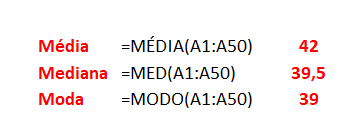 Média =MÉDIA(A1:A50) 42
Mediana =MED(A1:A50) 39,5
Moda =MODO(A1:A50) 39